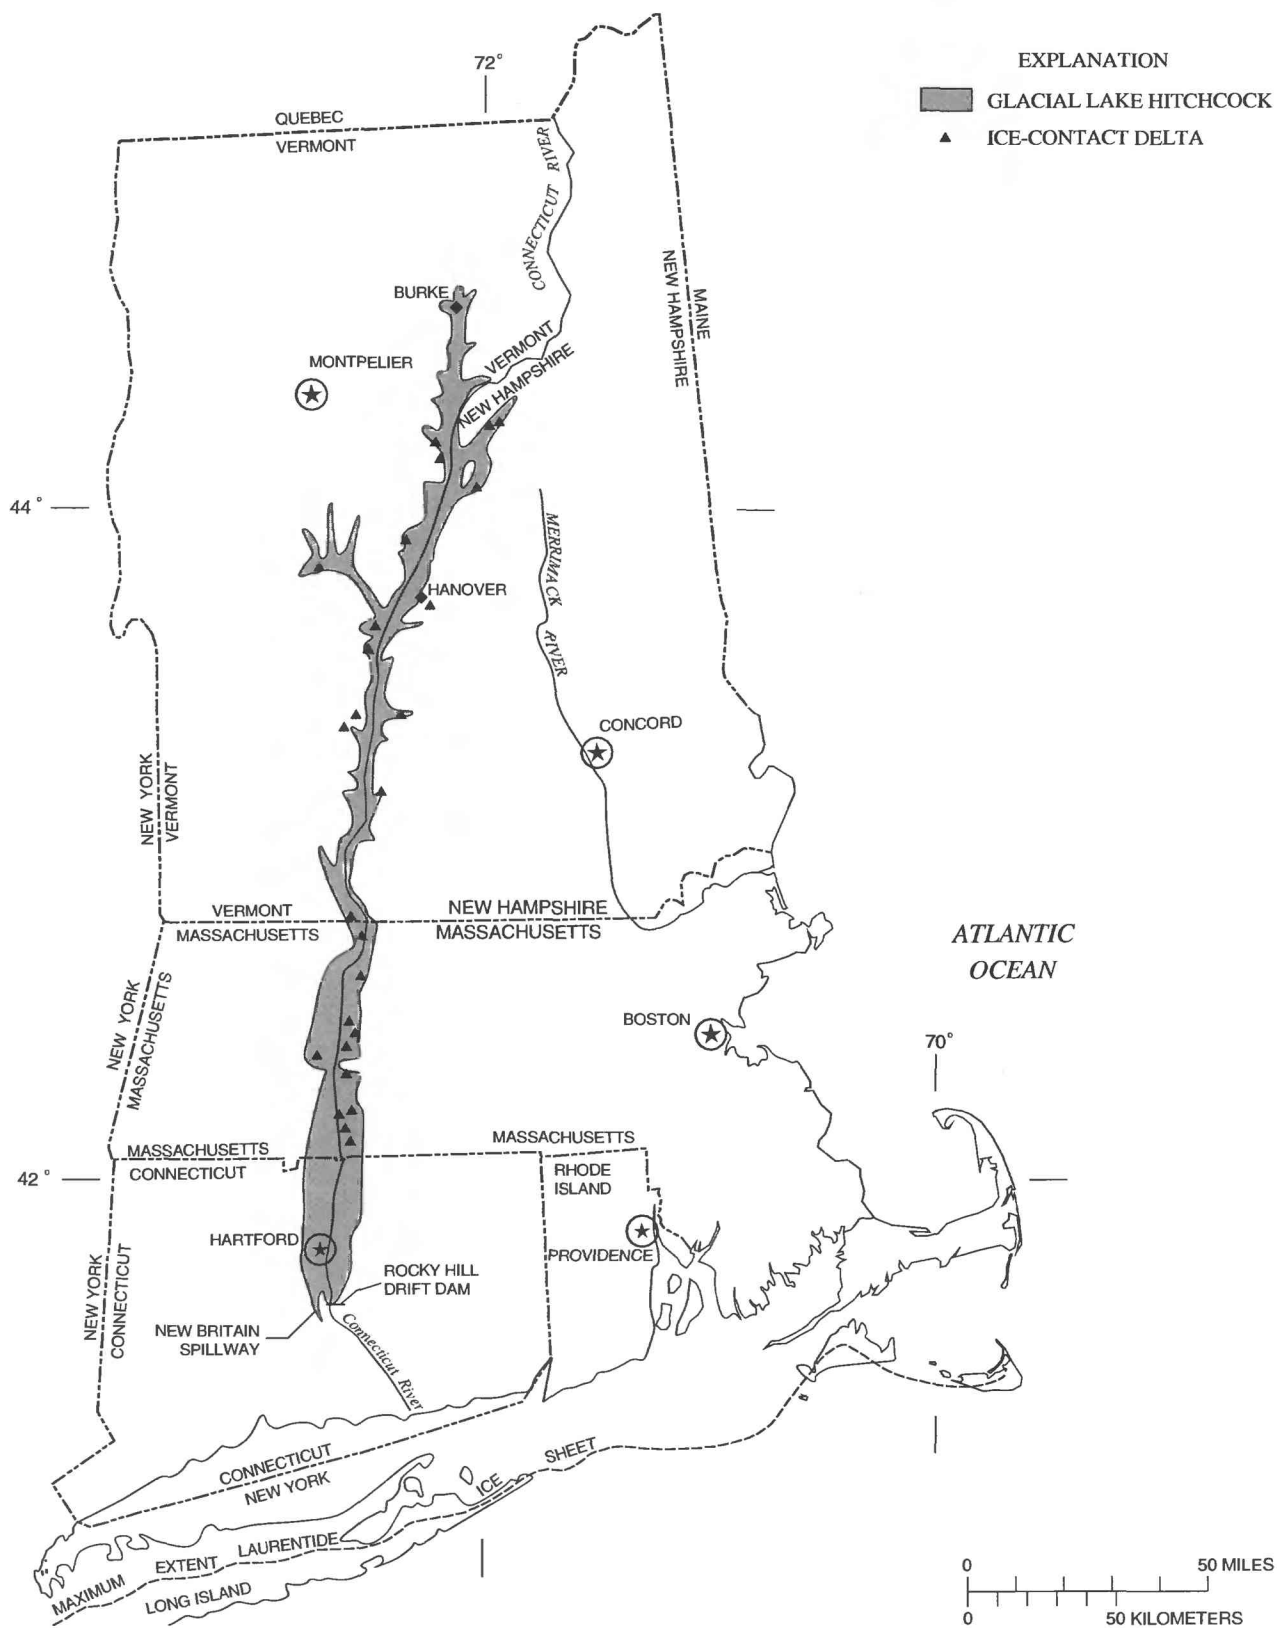 72°
EXPLANATION
GLACIAL LAKE HITCHCOCK
ICE-CONTACT DELTA
QUEBEC
VERMONT
CONNECTICUT RIVER
BURKE
MAINE
NEW HAMPSHIRE
VERMONT
NEW HAMPSHIRE
MONTPELIER
44°
MERRIMACK RIVER
HANOVER
CONCORD
NEW YORK
VERMONT
VERMONT
NEW HAMPSHIRE
MASSACHUSETTS
MASSACHUSETTS
ATLANTIC
OCEAN
NEW YORK
MASSACHUSETTS
BOSTON
70°
MASSACHUSETTS
MASSACHUSETTS
CONNECTICUT
RHODE
ISLAND
42°
HARTFORD
PROVIDENCE
NEW YORK
CONNECTICUT
ROCKY HILL
DRIFT DAM
NEW BRITAIN
SPILLWAY
Connecticut River
CONNECTICUT
NEW YORK
MAXIMUM EXTENT LAURENTIDE ICE SHEET
LONG ISLAND
0 50 MILES
0 50 KILOMETERS